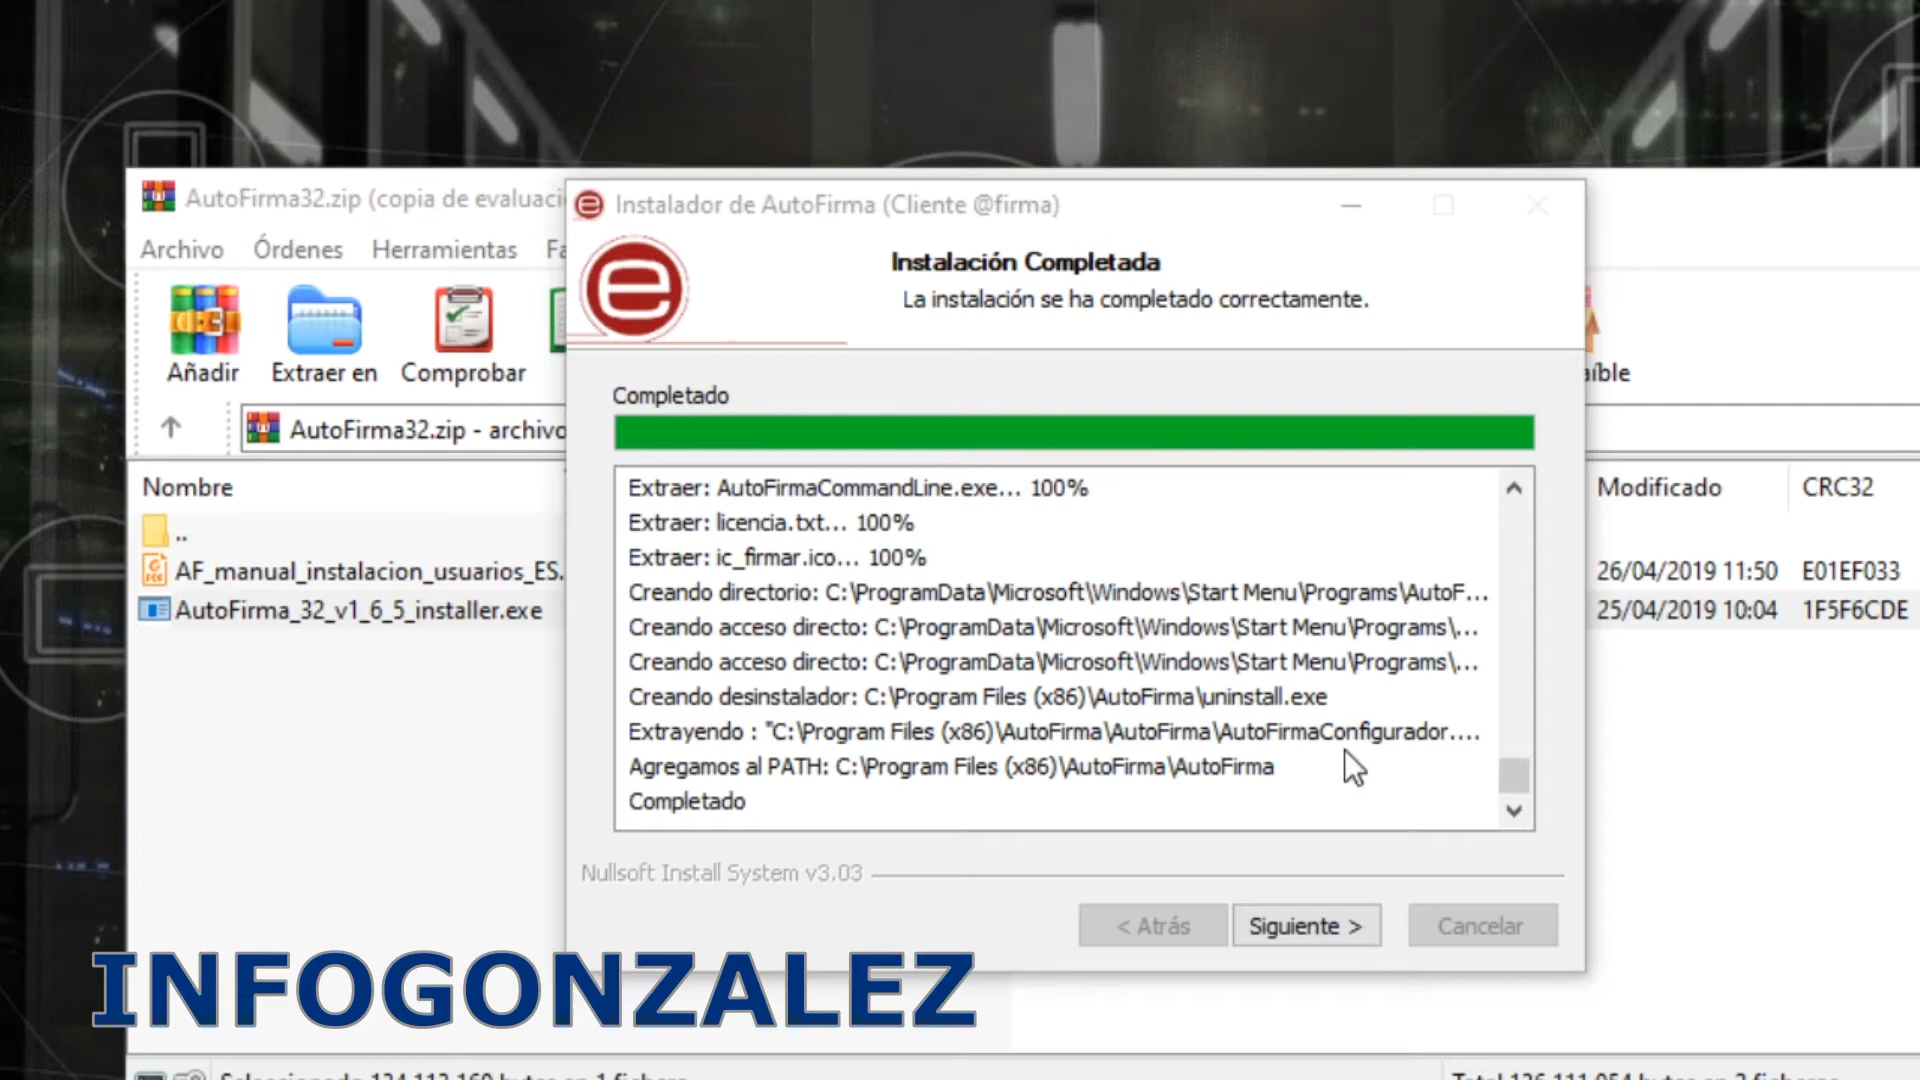 AutoFirma32.zip (copia de evaluaci
Archivo Órdenes Herramientas Fa
Añadir
Extraer en
Comprobar
AutoFirma32.zip - archivo
Nombre
..
AF_manual_instalacion_usuarios_ES.
AutoFirma_32_v1_6_5_installer.exe
Instalador de AutoFirma (Cliente @firma)
Instalación Completada
La instalación se ha completado correctamente.
Completado
Extraer: AutoFirmaCommandLine.exe... 100%
Extraer: licencia.txt... 100%
Extraer: ic_firmar.ico... 100%
Creando directorio: C:\ProgramData\Microsoft\Windows\Start Menu\Programs\AutoF...
Creando acceso directo: C:\ProgramData\Microsoft\Windows\Start Menu\Programs\...
Creando acceso directo: C:\ProgramData\Microsoft\Windows\Start Menu\Programs\...
Creando desinstalador: C:\Program Files (x86)\AutoFirma\uninstall.exe
Extrayendo : "C:\Program Files (x86)\AutoFirma\AutoFirma\AutoFirmaConfigurador....
Agregamos al PATH: C:\Program Files (x86)\AutoFirma\AutoFirma
Completado
Nullsoft Install System v3.03
< Atrás
Siguiente >
Cancelar
aíble
Modificado CRC32
26/04/2019 11:50 E01EF033
25/04/2019 10:04 1F5F6CDE
INFOGONZALEZ